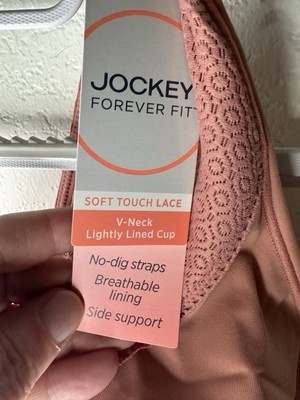 JOCKEY
FOREVER FIT™
SOFT TOUCH LACE
V-Neck
Lightly Lined Cup
No-dig straps
Breathable
lining
Side support